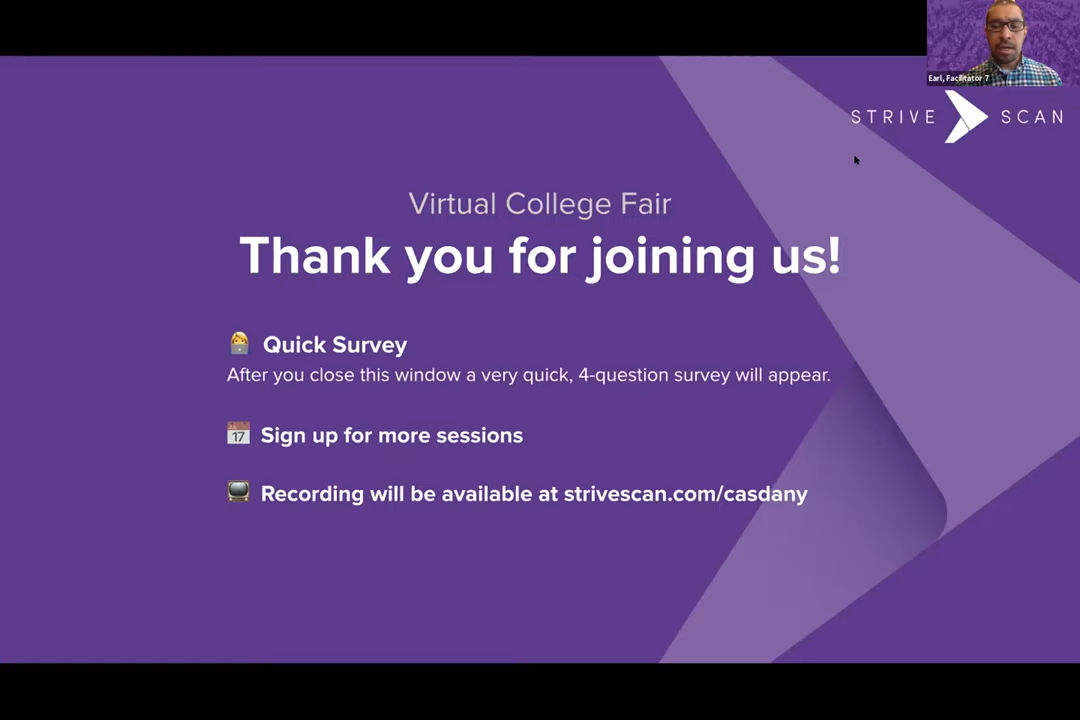 Earl, Facilitator 7
STRIVE SCAN
Virtual College Fair
Thank you for joining us!
Quick Survey
After you close this window a very quick, 4-question survey will appear.
17 Sign up for more sessions
Recording will be available at strivescan.com/casdany